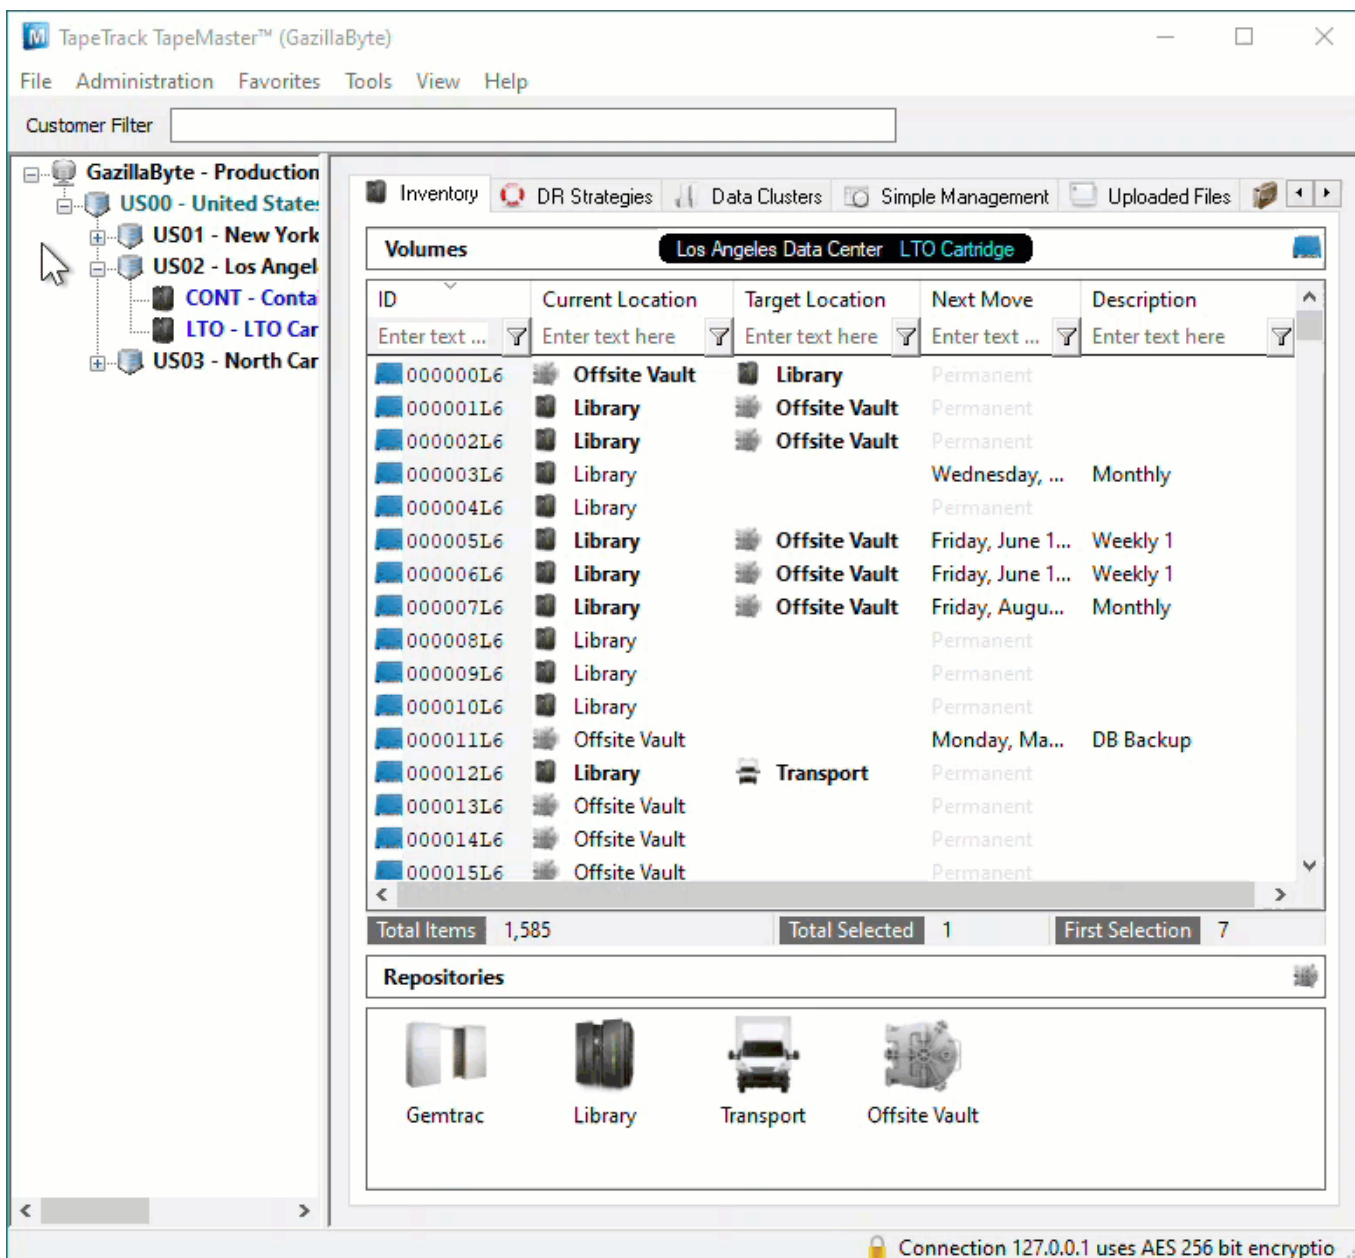 TapeTrack TapeMaster™ (GazillaByte)
File Administration Favorites Tools View Help
Customer Filter
GazillaByte - Production
US00 - United States
US01 - New York
US02 - Los Angel
CONT - Contai
LTO - LTO Car
US03 - North Car
Inventory DR Strategies Data Clusters Simple Management Uploaded Files
Volumes Los Angeles Data Center LTO Cartridge
ID Current Location Target Location Next Move Description
Enter text ... Enter text here Enter text here Enter text ... Enter text here
000000L6 Offsite Vault Library Permanent
000001L6 Library Offsite Vault Permanent
000002L6 Library Offsite Vault Permanent
000003L6 Library Wednesday, ... Monthly
000004L6 Library Permanent
000005L6 Library Offsite Vault Friday, June 1... Weekly 1
000006L6 Library Offsite Vault Friday, June 1... Weekly 1
000007L6 Library Offsite Vault Friday, Augu... Monthly
000008L6 Library Permanent
000009L6 Library Permanent
000010L6 Library Permanent
000011L6 Offsite Vault Monday, Ma... DB Backup
000012L6 Library Transport Permanent
000013L6 Offsite Vault Permanent
000014L6 Offsite Vault Permanent
000015L6 Offsite Vault Permanent
Total Items 1,585 Total Selected 1 First Selection 7
Repositories
Gemtrac Library Transport Offsite Vault
Connection 127.0.0.1 uses AES 256 bit encryptio